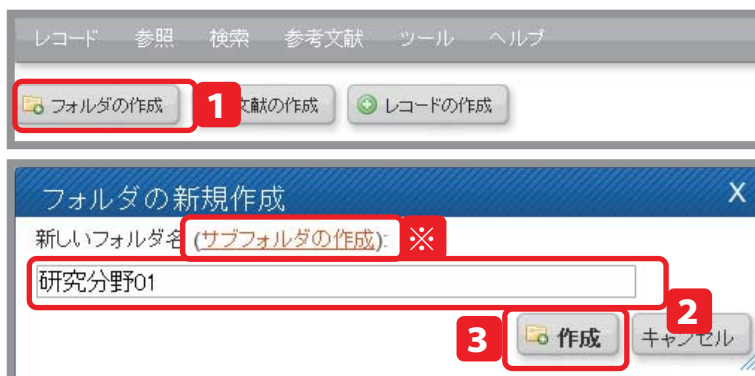 レコード 参照 検索 参考文献 ツール ヘルプ
フォルダの作成 1 文献の作成 レコードの作成
フォルダの新規作成 X
新しいフォルダ名 (サブフォルダの作成): ※
研究分野01
2
3 作成 キャンセル